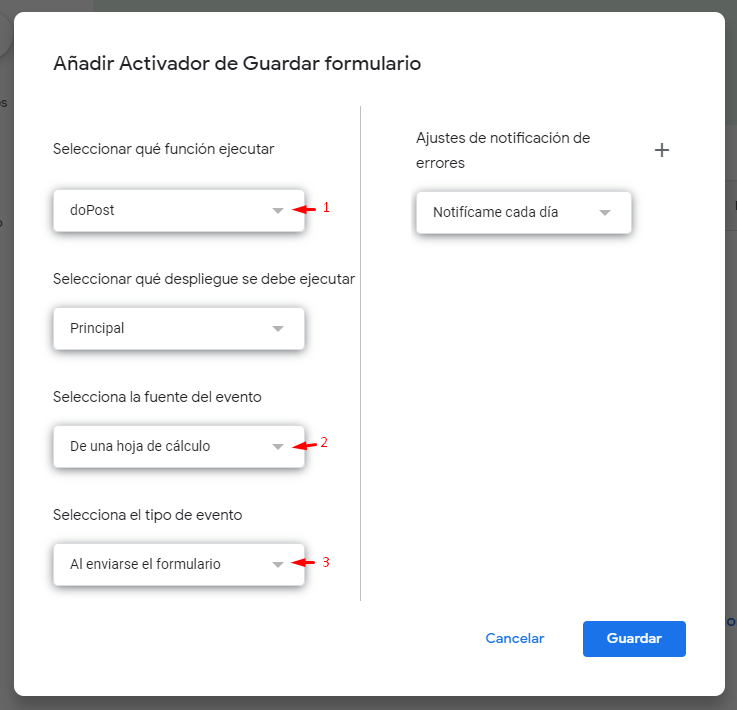 Añadir Activador de Guardar formulario
Seleccionar qué función ejecutar
doPost
1
Seleccionar qué despliegue se debe ejecutar
Principal
Selecciona la fuente del evento
De una hoja de cálculo
2
Selecciona el tipo de evento
Al enviarse el formulario
3
Ajustes de notificación de
errores
Notifícame cada día
Cancelar
Guardar